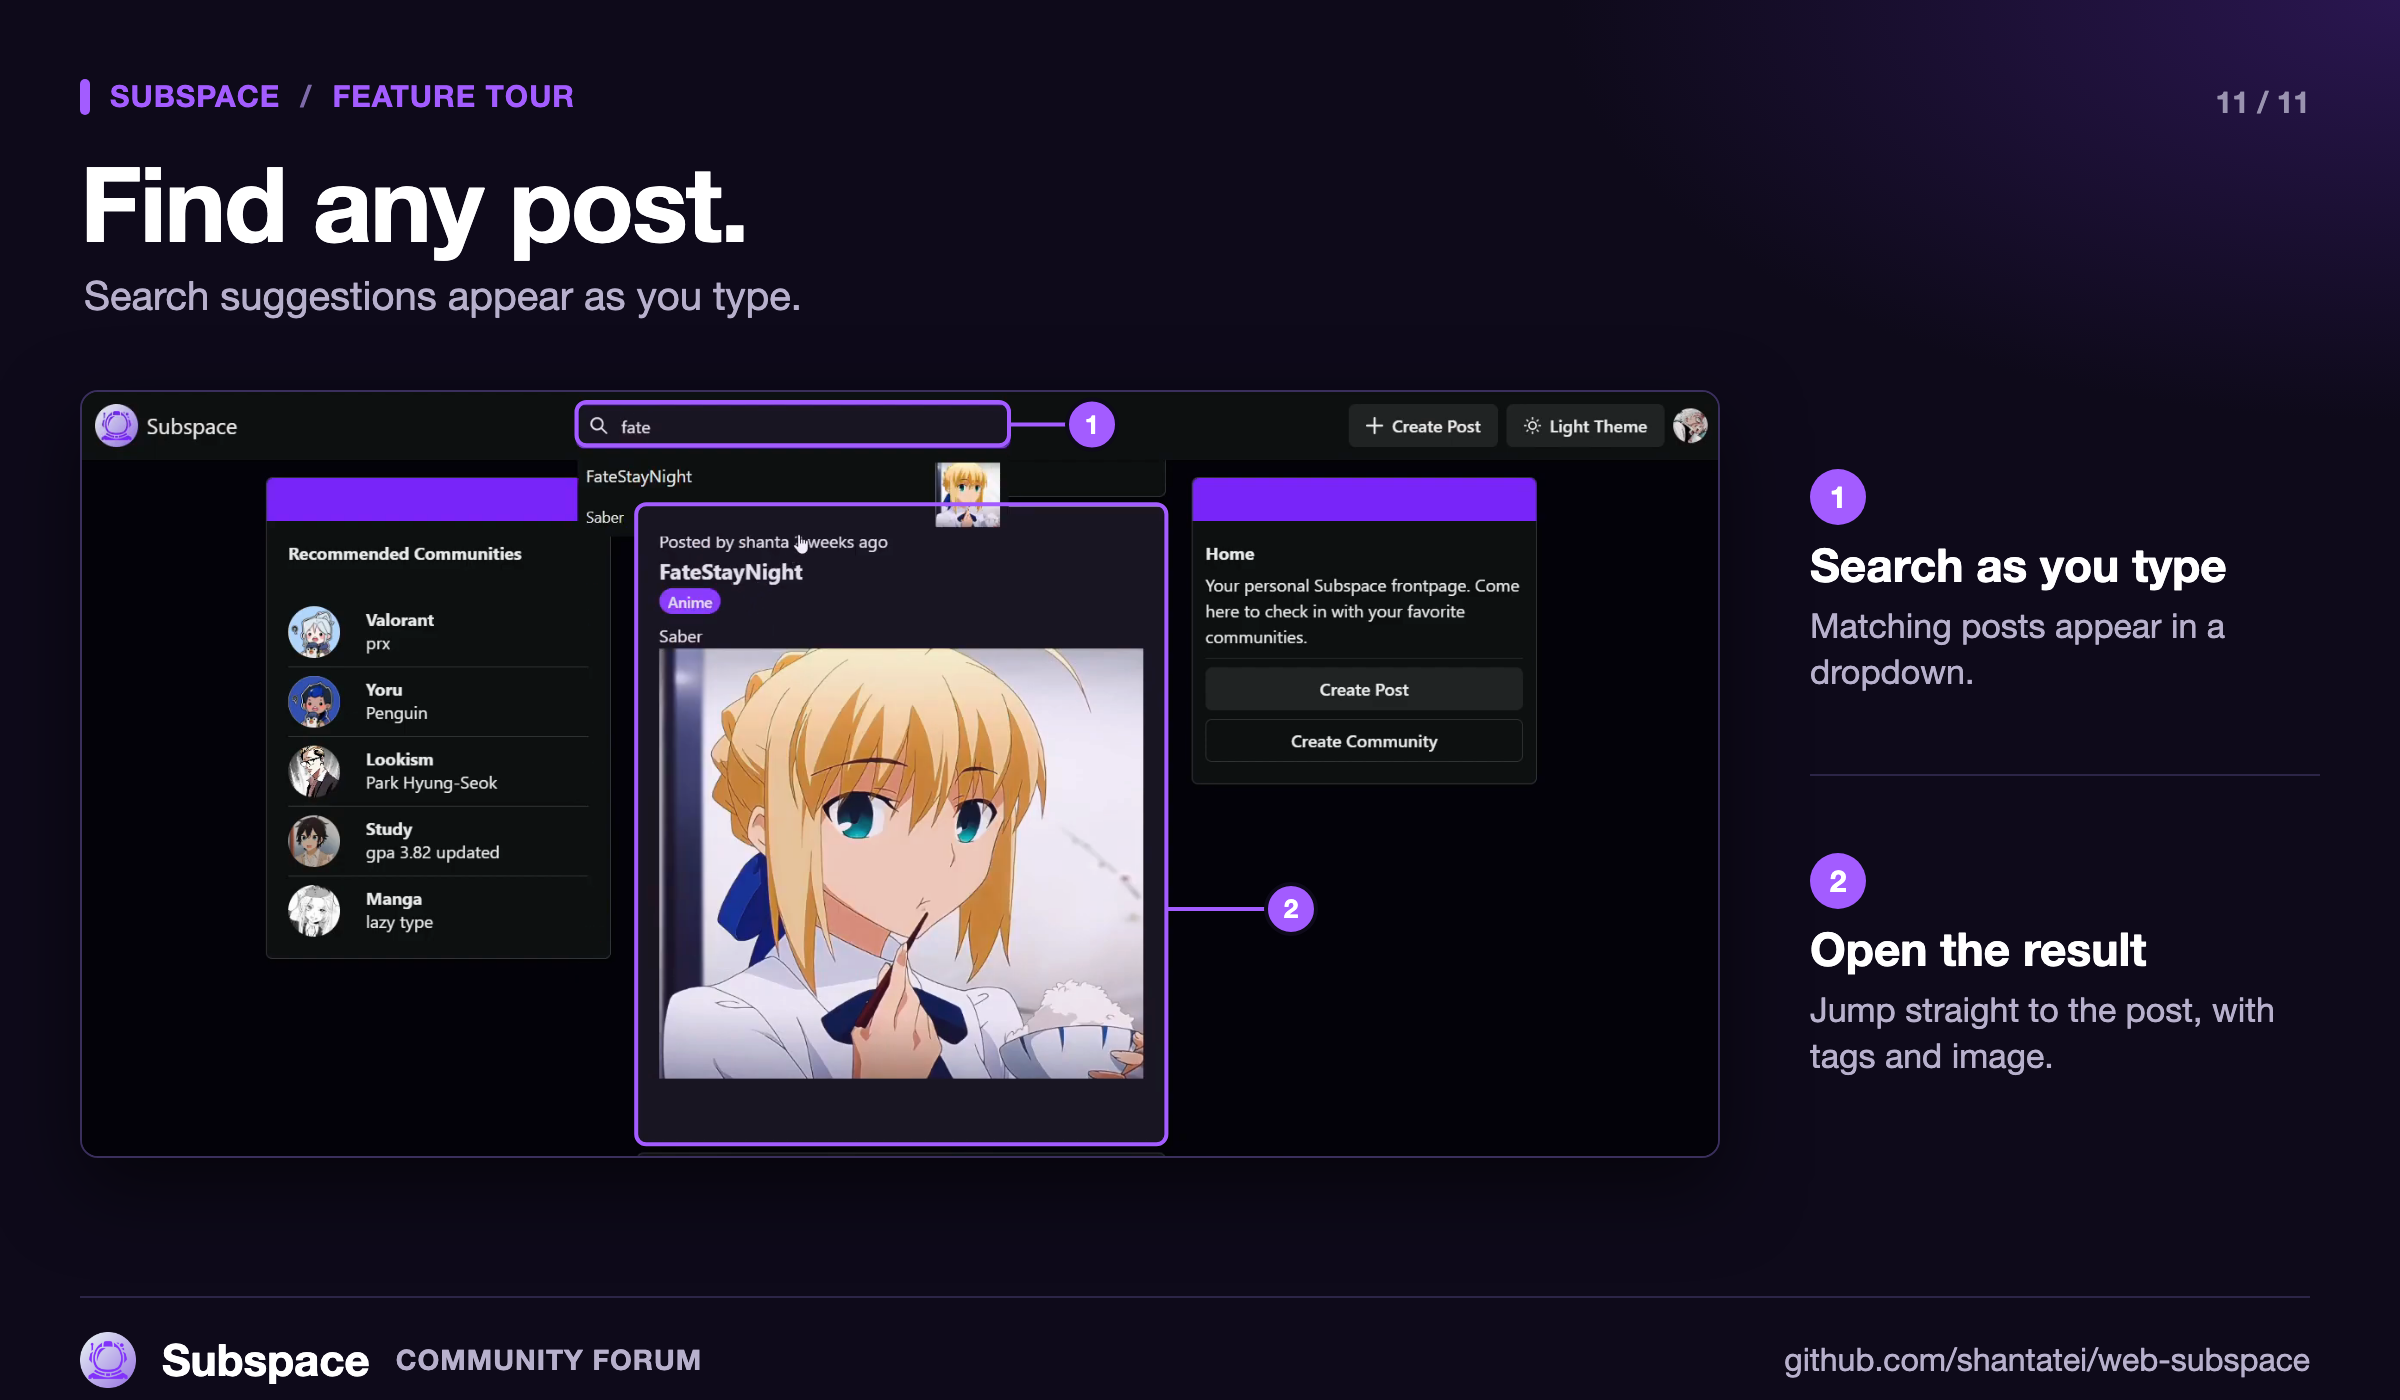 SUBSPACE / FEATURE TOUR
11 / 11
Find any post.
Search suggestions appear as you type.
Subspace
fate
1
Create Post
Light Theme
FateStayNight
Saber
Recommended Communities
Valorant
prx
Yoru
Penguin
Lookism
Park Hyung-Seok
Study
gpa 3.82 updated
Manga
lazy type
Posted by shanta weeks ago
FateStayNight
Anime
Saber
2
Home
Your personal Subspace frontpage. Come
here to check in with your favorite
communities.
Create Post
Create Community
1
Search as you type
Matching posts appear in a
dropdown.
2
Open the result
Jump straight to the post, with
tags and image.
Subspace COMMUNITY FORUM
github.com/shantatei/web-subspace